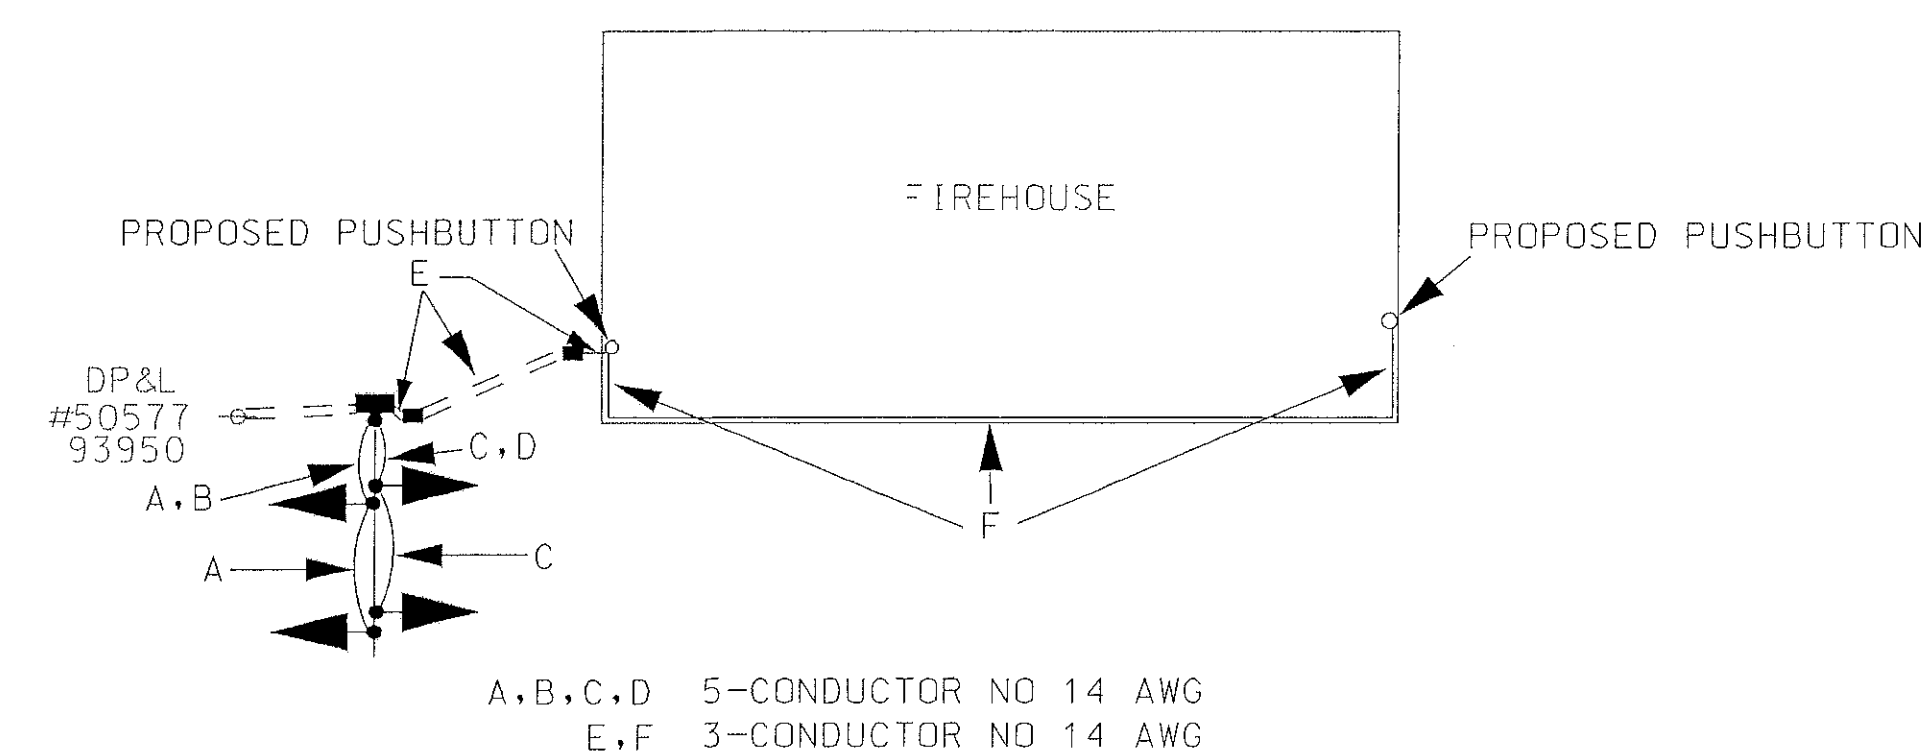 FIREHOUSE
PROPOSED PUSHBUTTON
PROPOSED PUSHBUTTON
E
DP&L
#50577
93950
C,D
A,B
F
A
C
A,B,C,D 5-CONDUCTOR NO 14 AWG
E,F 3-CONDUCTOR NO 14 AWG